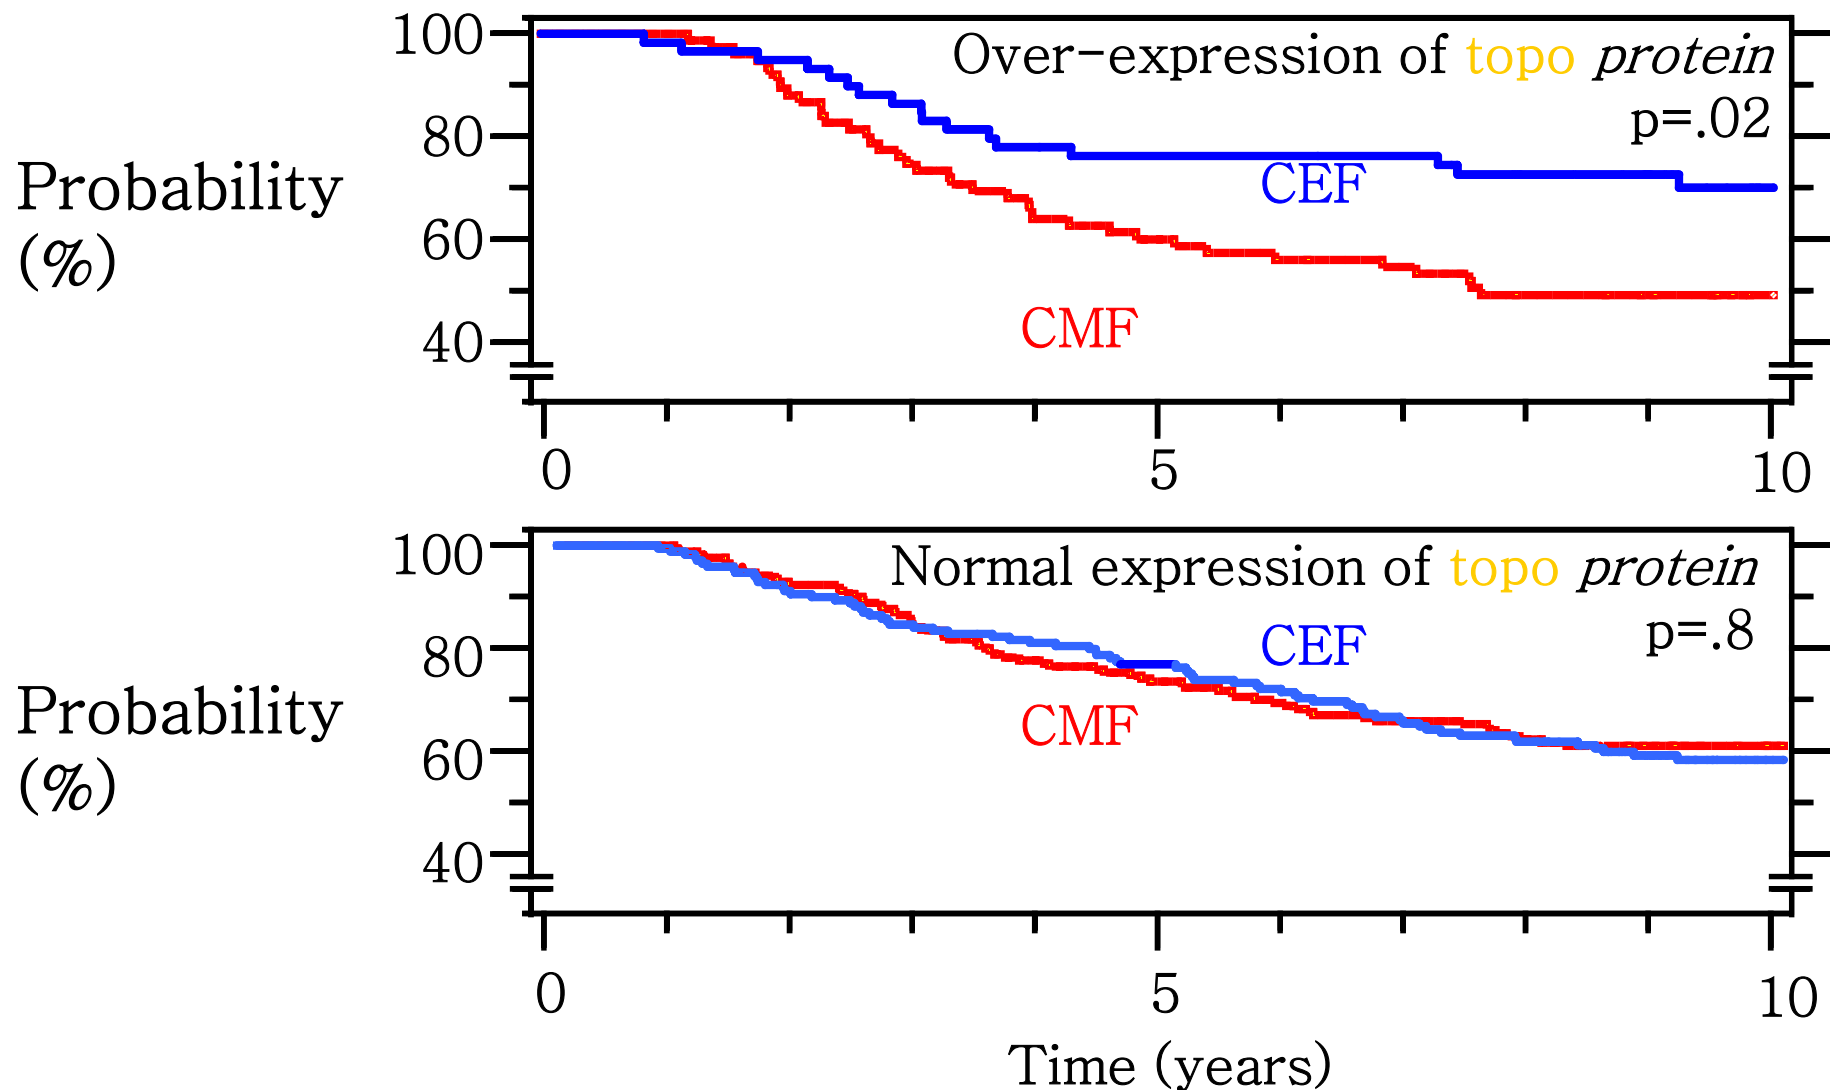 100
Over-expression of topo protein
p=.02
80
Probability
(%)
CEF
60
CMF
40
0 5 10
100
Normal expression of topo protein
p=.8
CEF
80
Probability
(%)
CMF
60
40
0 5 10
Time (years)